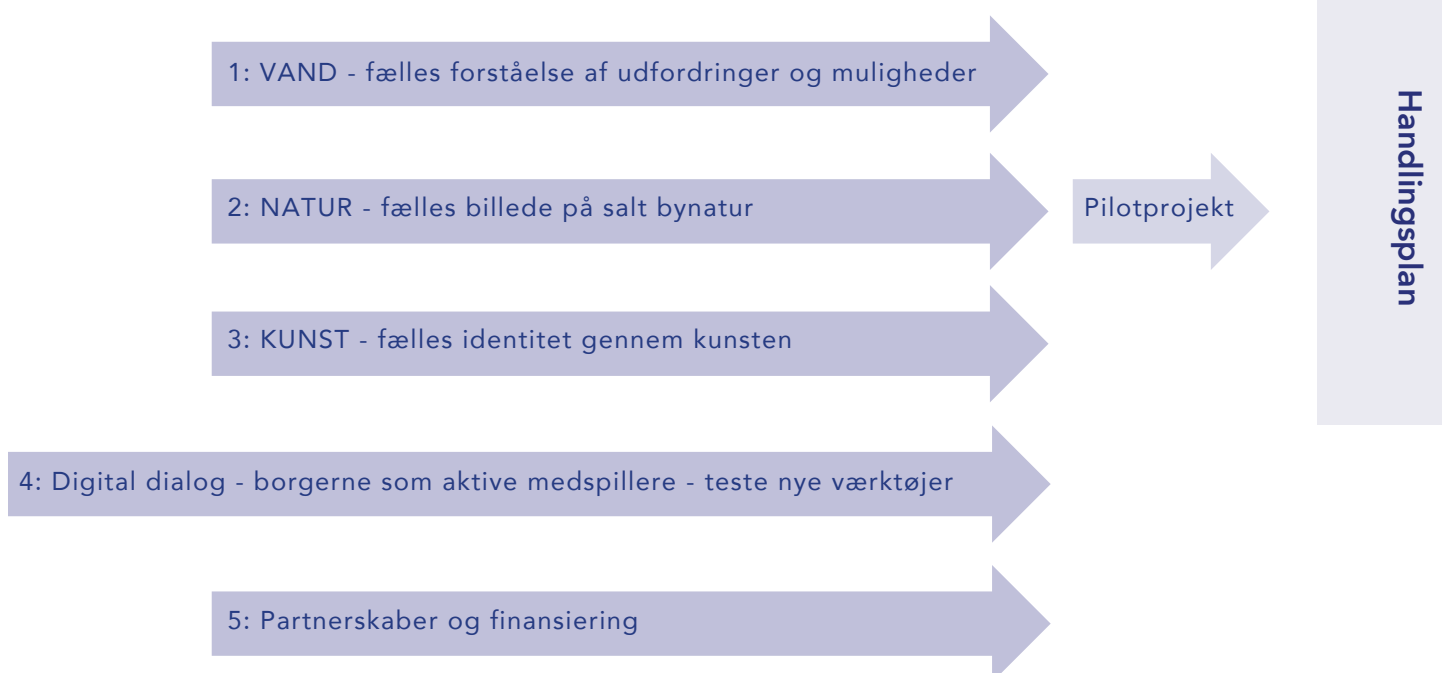 1: VAND - fælles forståelse af udfordringer og muligheder
2: NATUR - fælles billede på salt bynatur
Pilotprojekt
3: KUNST - fælles identitet gennem kunsten
4: Digital dialog - borgerne som aktive medspillere - teste nye værktøjer
5: Partnerskaber og finansiering
Handlingsplan